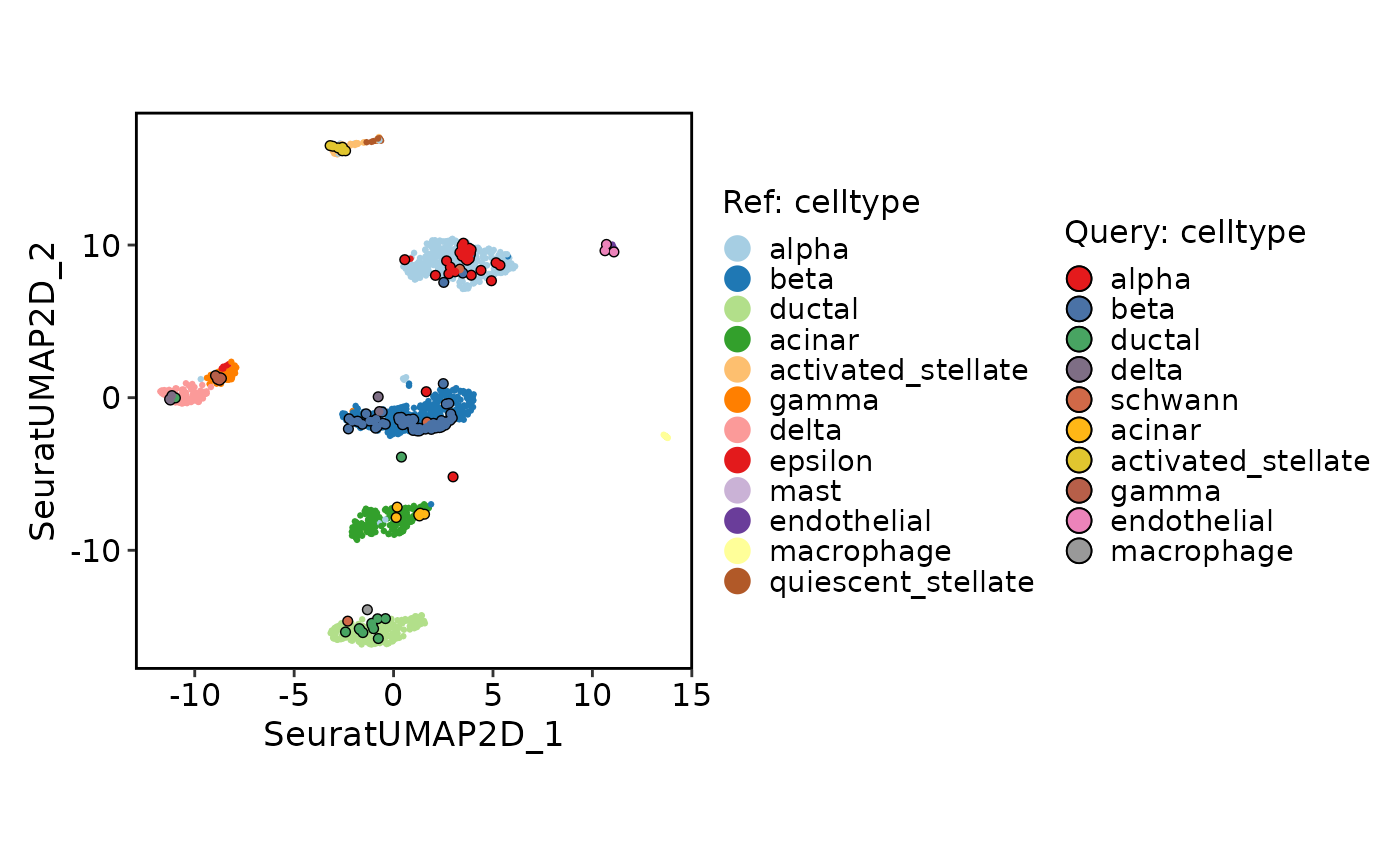 SeuratUMAP2D_2
10
0
-10
-10
-5
0
5
10
15
SeuratUMAP2D_1
Ref: celltype
alpha
beta
ductal
acinar
activated_stellate
gamma
delta
epsilon
mast
endothelial
macrophage
quiescent_stellate
Query: celltype
alpha
beta
ductal
delta
schwann
acinar
activated_stellate
gamma
endothelial
macrophage